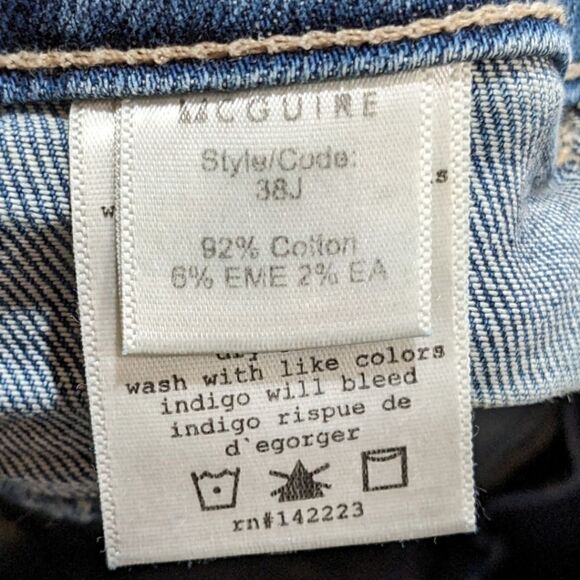 MCGUIRE
Style/Code:
38J
92% Cotton
6% EME 2% EA
wash with like colors
indigo will bleed
indigo rispue de
d`egorger
rn#142223